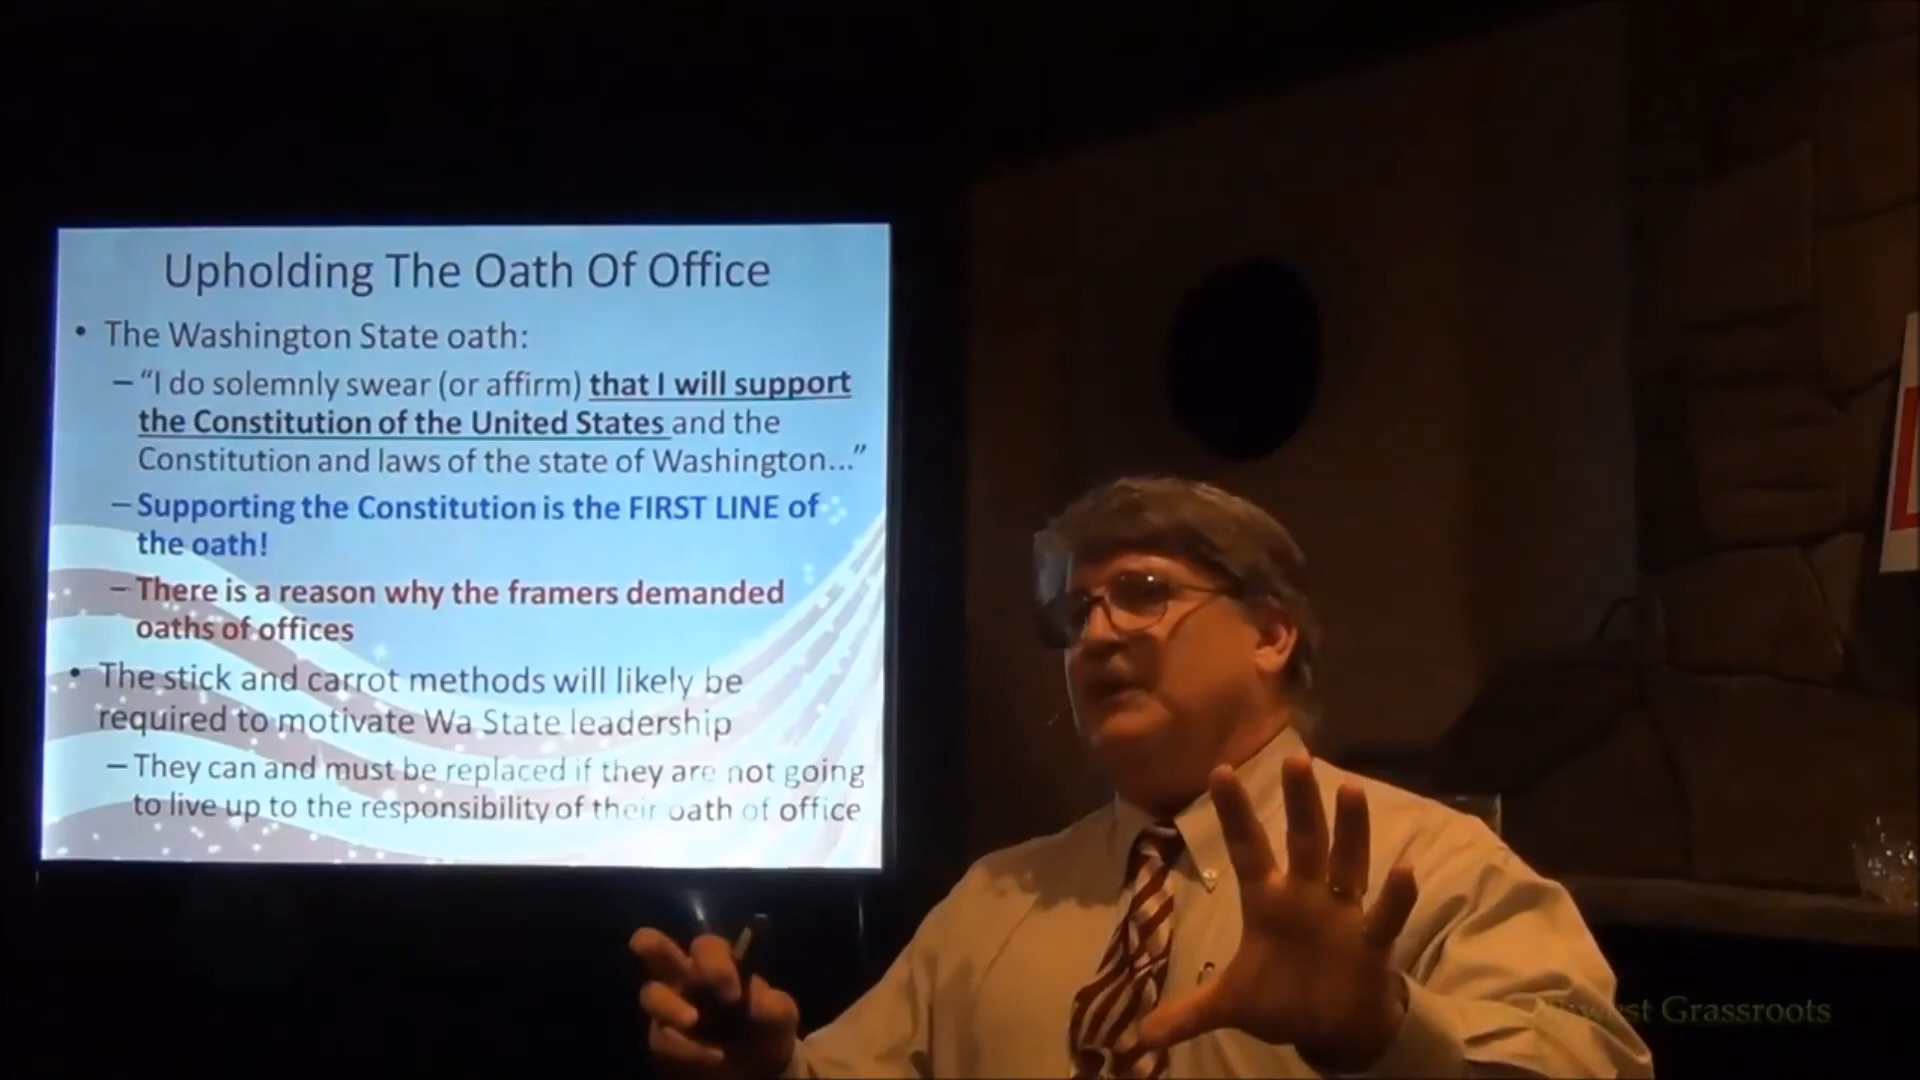 Upholding The Oath Of Office
• The Washington State oath:
– “I do solemnly swear (or affirm) that I will support
the Constitution of the United States and the
Constitution and laws of the state of Washington...”
– Supporting the Constitution is the FIRST LINE of
the oath!
– There is a reason why the framers demanded
oaths of offices
• The stick and carrot methods will likely be
required to motivate Wa State leadership
– They can and must be replaced if they are not going
to live up to the responsibility of their oath of office
Grassroots